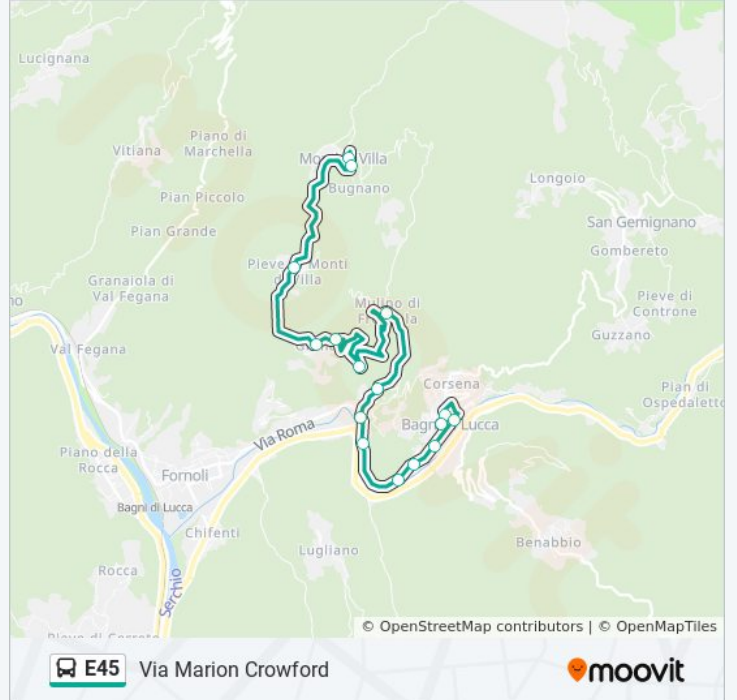 Lucignana
Piano di
Marchella
Vitiana
Villa
Bugnano
Longoio
Pian Piccolo
San Gemignano
Pian Grande
Gombereto
Pieve Monti
Villa
Granaiola di
Val Fegana
Mulino di
Pieve di
Controne
Guzzano
Val Fegana
Corsena
Pian di
Ospedaletto
Via Roma
Lucca
Piano della
Rocca
Fornoli
Bagni di Lucca
Chifenti
Benabbio
Lugliano
Rocca
Serchio
© OpenStreetMap contributors | © OpenMapTiles
E45 Via Marion Crowford
moovit